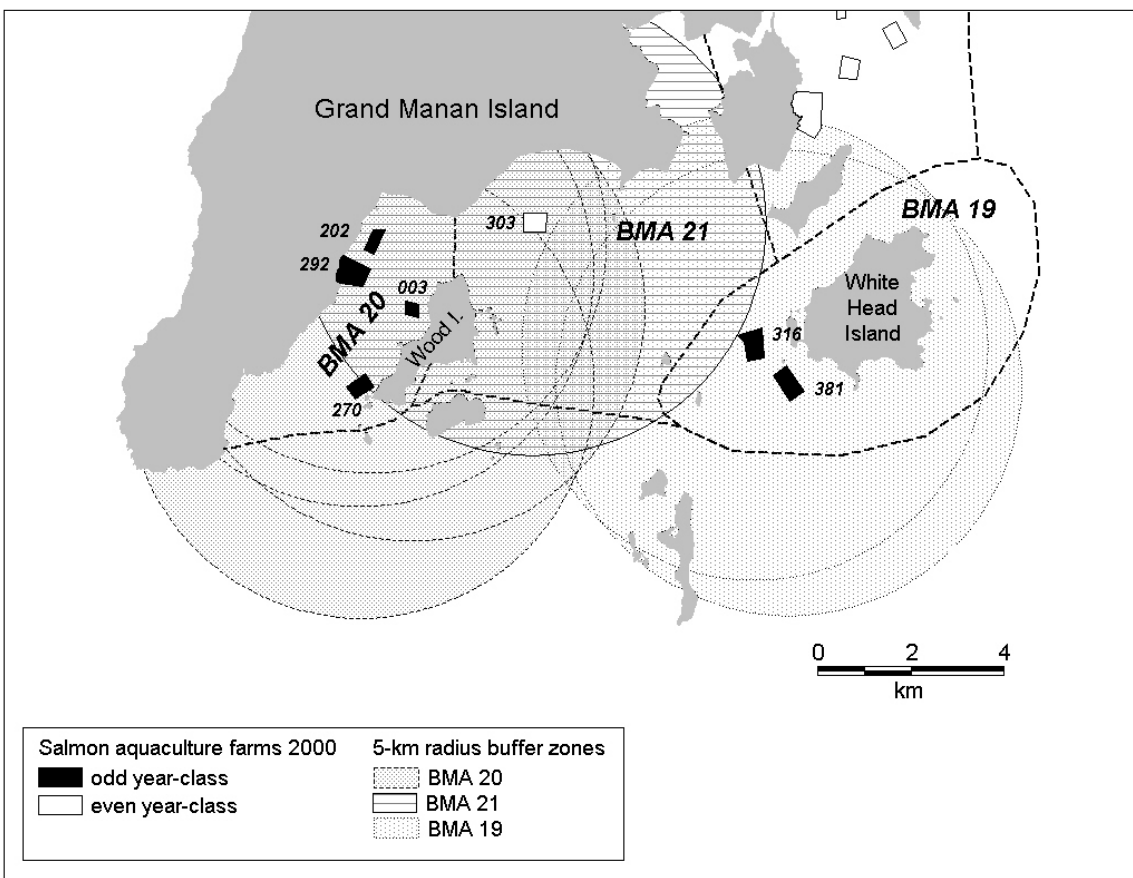 Grand Manan Island
202
292
003
303
BMA 21
BMA 19
BMA 20
Wood I.
270
White
Head
Island
316
381
0 2 4
km
Salmon aquaculture farms 2000
odd year-class
even year-class
5-km radius buffer zones
BMA 20
BMA 21
BMA 19